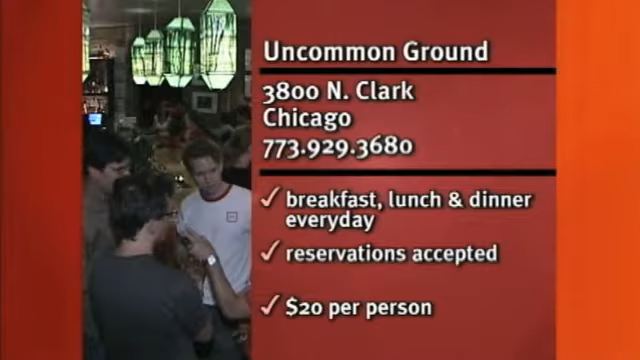 Uncommon Ground
3800 N. Clark
Chicago
773.929.3680
✓ breakfast, lunch & dinner
everyday
✓ reservations accepted
✓ $20 per person